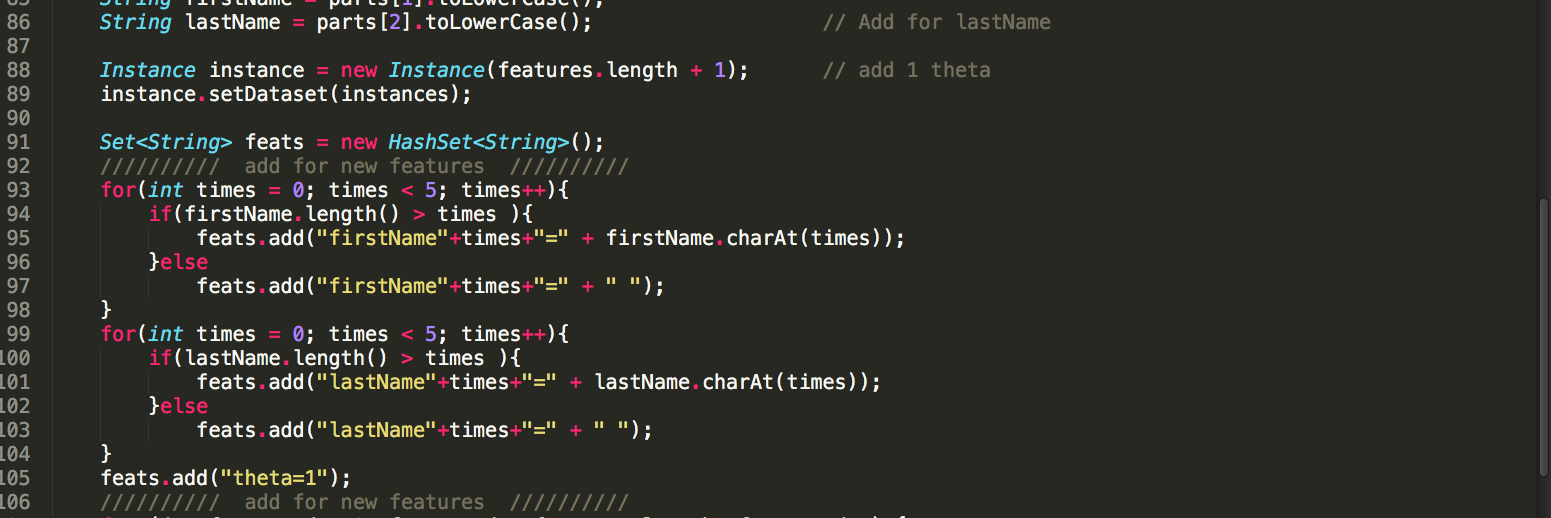 String firstName = parts[1].toLowerCase();
86 String lastName = parts[2].toLowerCase(); // Add for lastName
87
88 Instance instance = new Instance(features.length + 1); // add 1 theta
89 instance.setDataset(instances);
90
91 Set<String> feats = new HashSet<String>();
92 ////////// add for new features //////////
93 for(int times = 0; times < 5; times++){
94 if(firstName.length() > times ){
95 feats.add("firstName"+times+"=" + firstName.charAt(times));
96 }else
97 feats.add("firstName"+times+"=" + " ");
98 }
99 for(int times = 0; times < 5; times++){
100 if(lastName.length() > times ){
101 feats.add("lastName"+times+"=" + lastName.charAt(times));
102 }else
103 feats.add("lastName"+times+"=" + " ");
104 }
105 feats.add("theta=1");
106 ////////// add for new features //////////